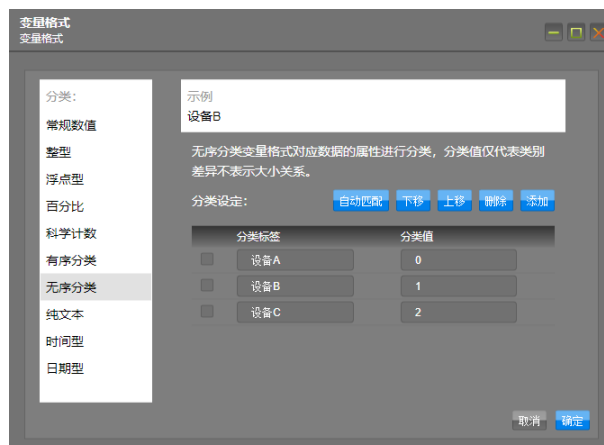 变量格式
变量格式
分类：
常规数值
整型
浮点型
百分比
科学计数
有序分类
无序分类
纯文本
时间型
日期型
示例
设备B
无序分类变量格式对应数据的属性进行分类，分类值仅代表类别
差异不表示大小关系。
分类设定： 自动匹配 下移 上移 删除 添加
分类标签 分类值
设备A 0
设备B 1
设备C 2
取消 确定